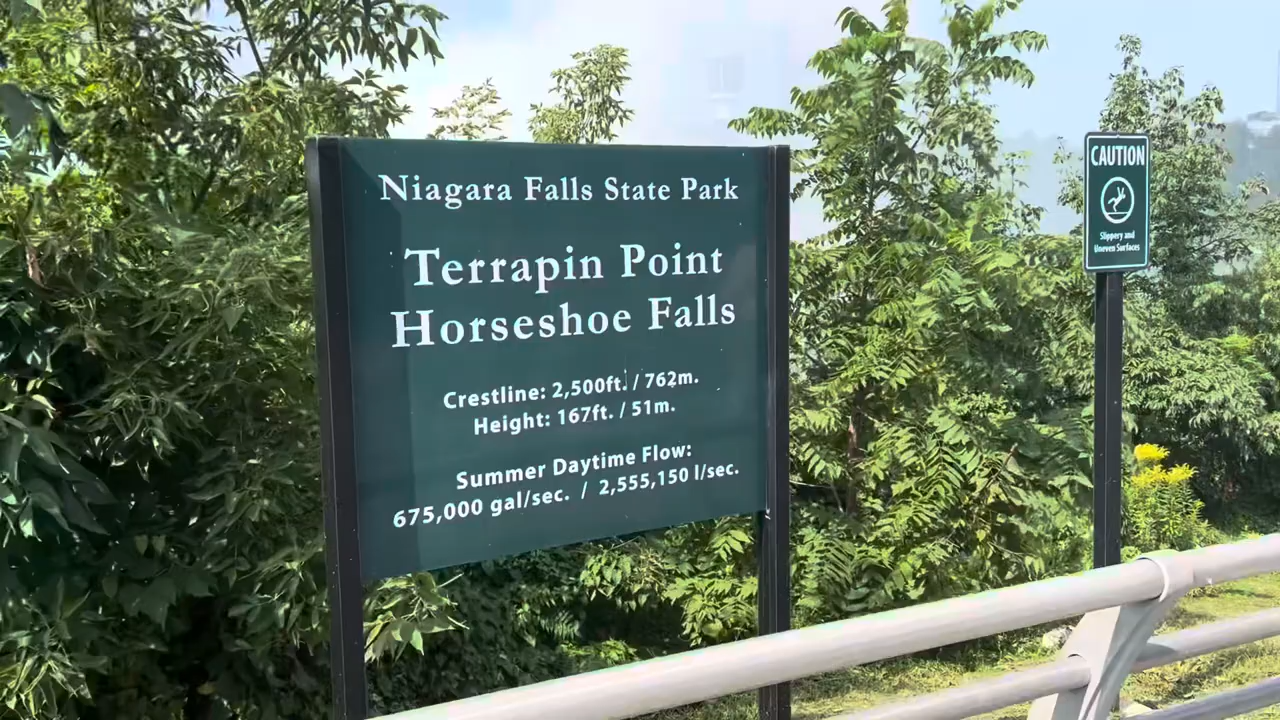 Niagara Falls State Park
Terrapin Point
Horseshoe Falls
Crestline: 2,500ft. / 762m.
Height: 167ft. / 51m.
Summer Daytime Flow:
675,000 gal/sec. / 2,555,150 l/sec.
CAUTION
Slippery and
Uneven Surfaces